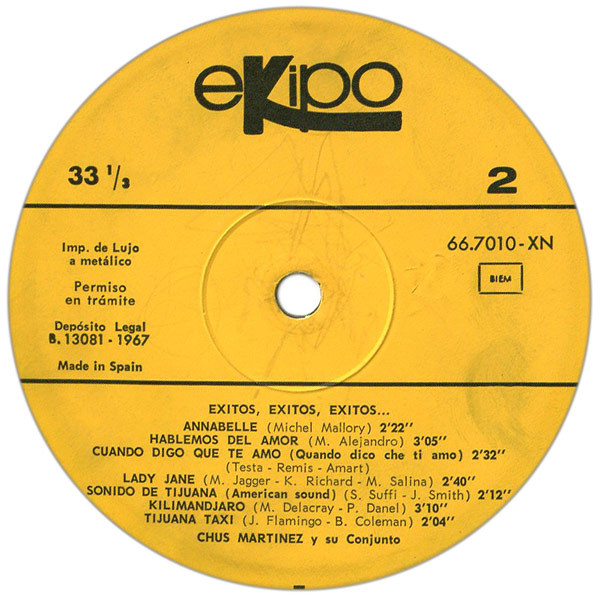 eKipo
33 1/3
2
Imp. de Lujo
a metálico
Permiso
en trámite
Depósito Legal
B. 13081 - 1967
Made in Spain
66.7010 - XN
BIEM
EXITOS, EXITOS, EXITOS...
ANNABELLE (Michel Mallory) 2'22''
HABLEMOS DEL AMOR (M. Alejandro) 3'05''
CUANDO DIGO QUE TE AMO (Quando dico che ti amo) 2'32''
(Testa - Remis - Amart)
LADY JANE (M. Jagger - K. Richard - M. Salina) 2'40''
SONIDO DE TIJUANA (American sound) (S. Suffi - J. Smith) 2'12''
KILIMANDJARO (M. Delacray - P. Danel) 3'10''
TIJUANA TAXI (J. Flamingo - B. Coleman) 2'04''
CHUS MARTINEZ y su Conjunto